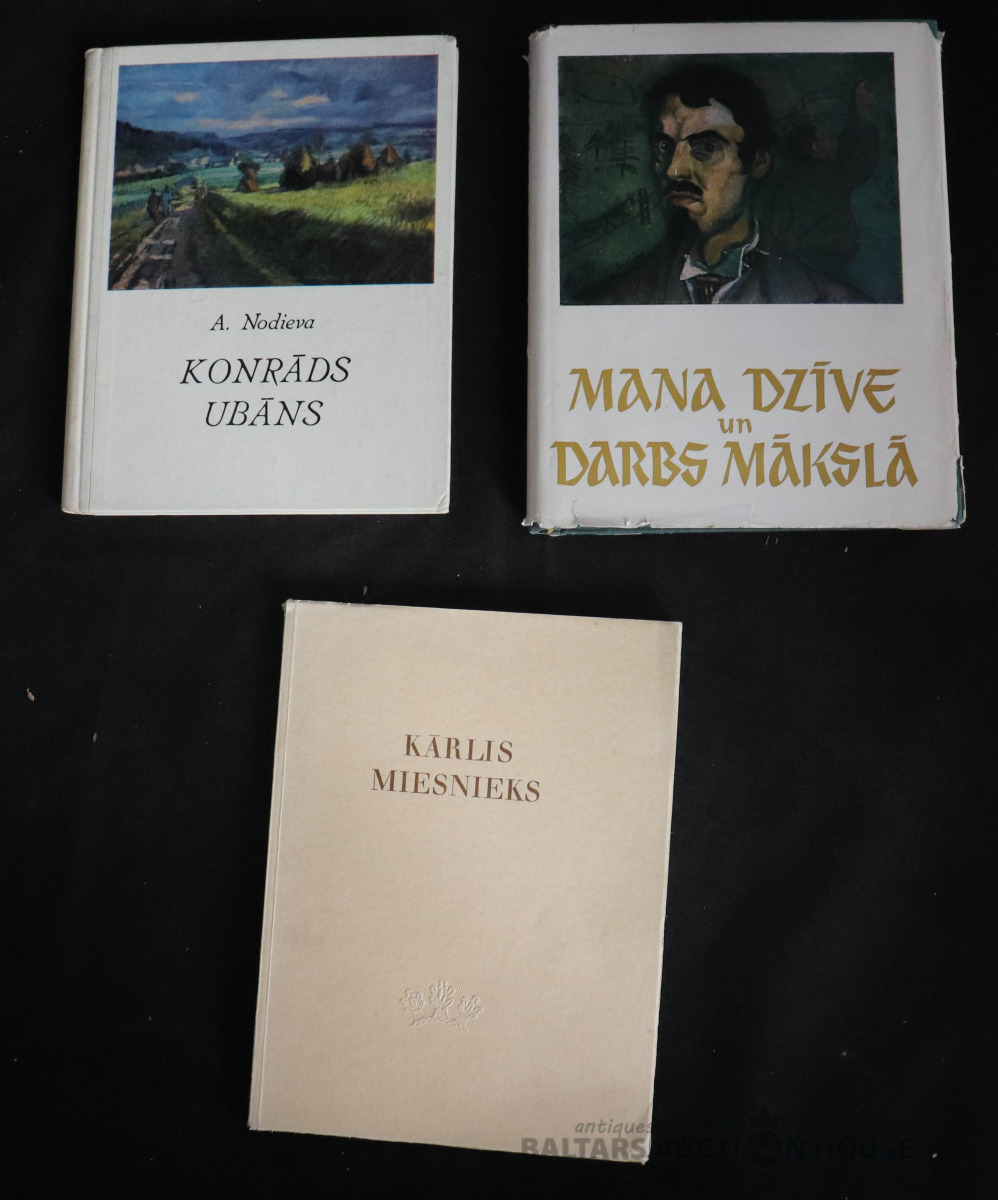 A. Nodieva
KONRĀDS
UBĀNS
MANA DZĪVE
un
DARBS MĀKSLĀ
KĀRLIS
MIESNIEKS
antiques
BALTARS AUCTION HOUSE